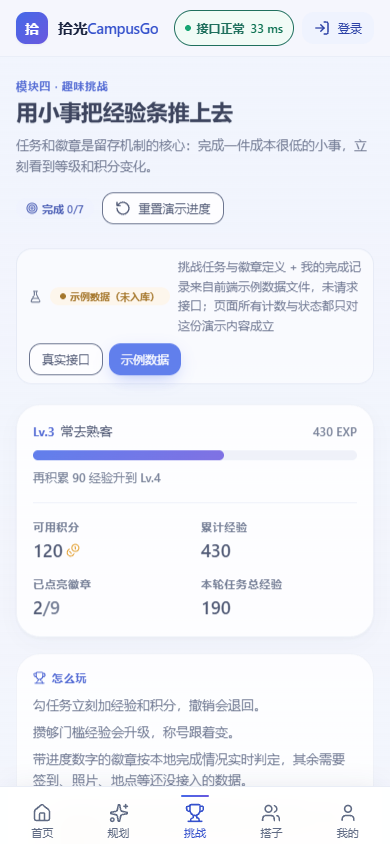 拾 拾光CampusGo 接口正常 33 ms 登录
模块四 · 趣味挑战
用小事把经验条推上去
任务和徽章是留存机制的核心：完成一件成本很低的小事，立
刻看到等级和积分变化。
完成 0/7 重置演示进度
示例数据（未入库）
挑战任务与徽章定义 + 我的完成记
录来自前端示例数据文件，未请求
接口；页面所有计数与状态都只对
这份演示内容成立
真实接口 示例数据
Lv.3 常去熟客 430 EXP
再积累 90 经验升到 Lv.4
可用积分 累计经验
120 430
已点亮徽章 本轮任务总经验
2/9 190
怎么玩
勾任务立刻加经验和积分，撤销会退回。
攒够门槛经验会升级，称号跟着变。
带进度数字的徽章按本地完成情况实时判定，其余需要
签到、照片、地点等还没接入的数据。
首页 规划 挑战 搭子 我的